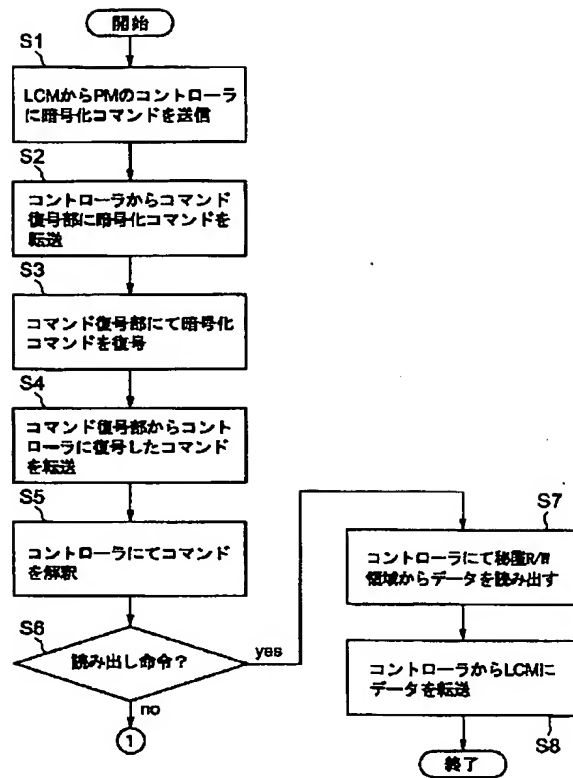 開始
S1
LCMからPMのコントローラ
に暗号化コマンドを送信
S2
コントローラからコマンド
復号部に暗号化コマンドを
転送
S3
コマンド復号部にて暗号化
コマンドを復号
S4
コマンド復号部からコント
ローラに復号したコマンド
を転送
S5
コントローラにてコマンド
を解釈
S6
読み出し命令?
yes
no
1
S7
コントローラにて秘匿R/W
領域からデータを読み出す
コントローラからLCMに
データを転送
S8
終了